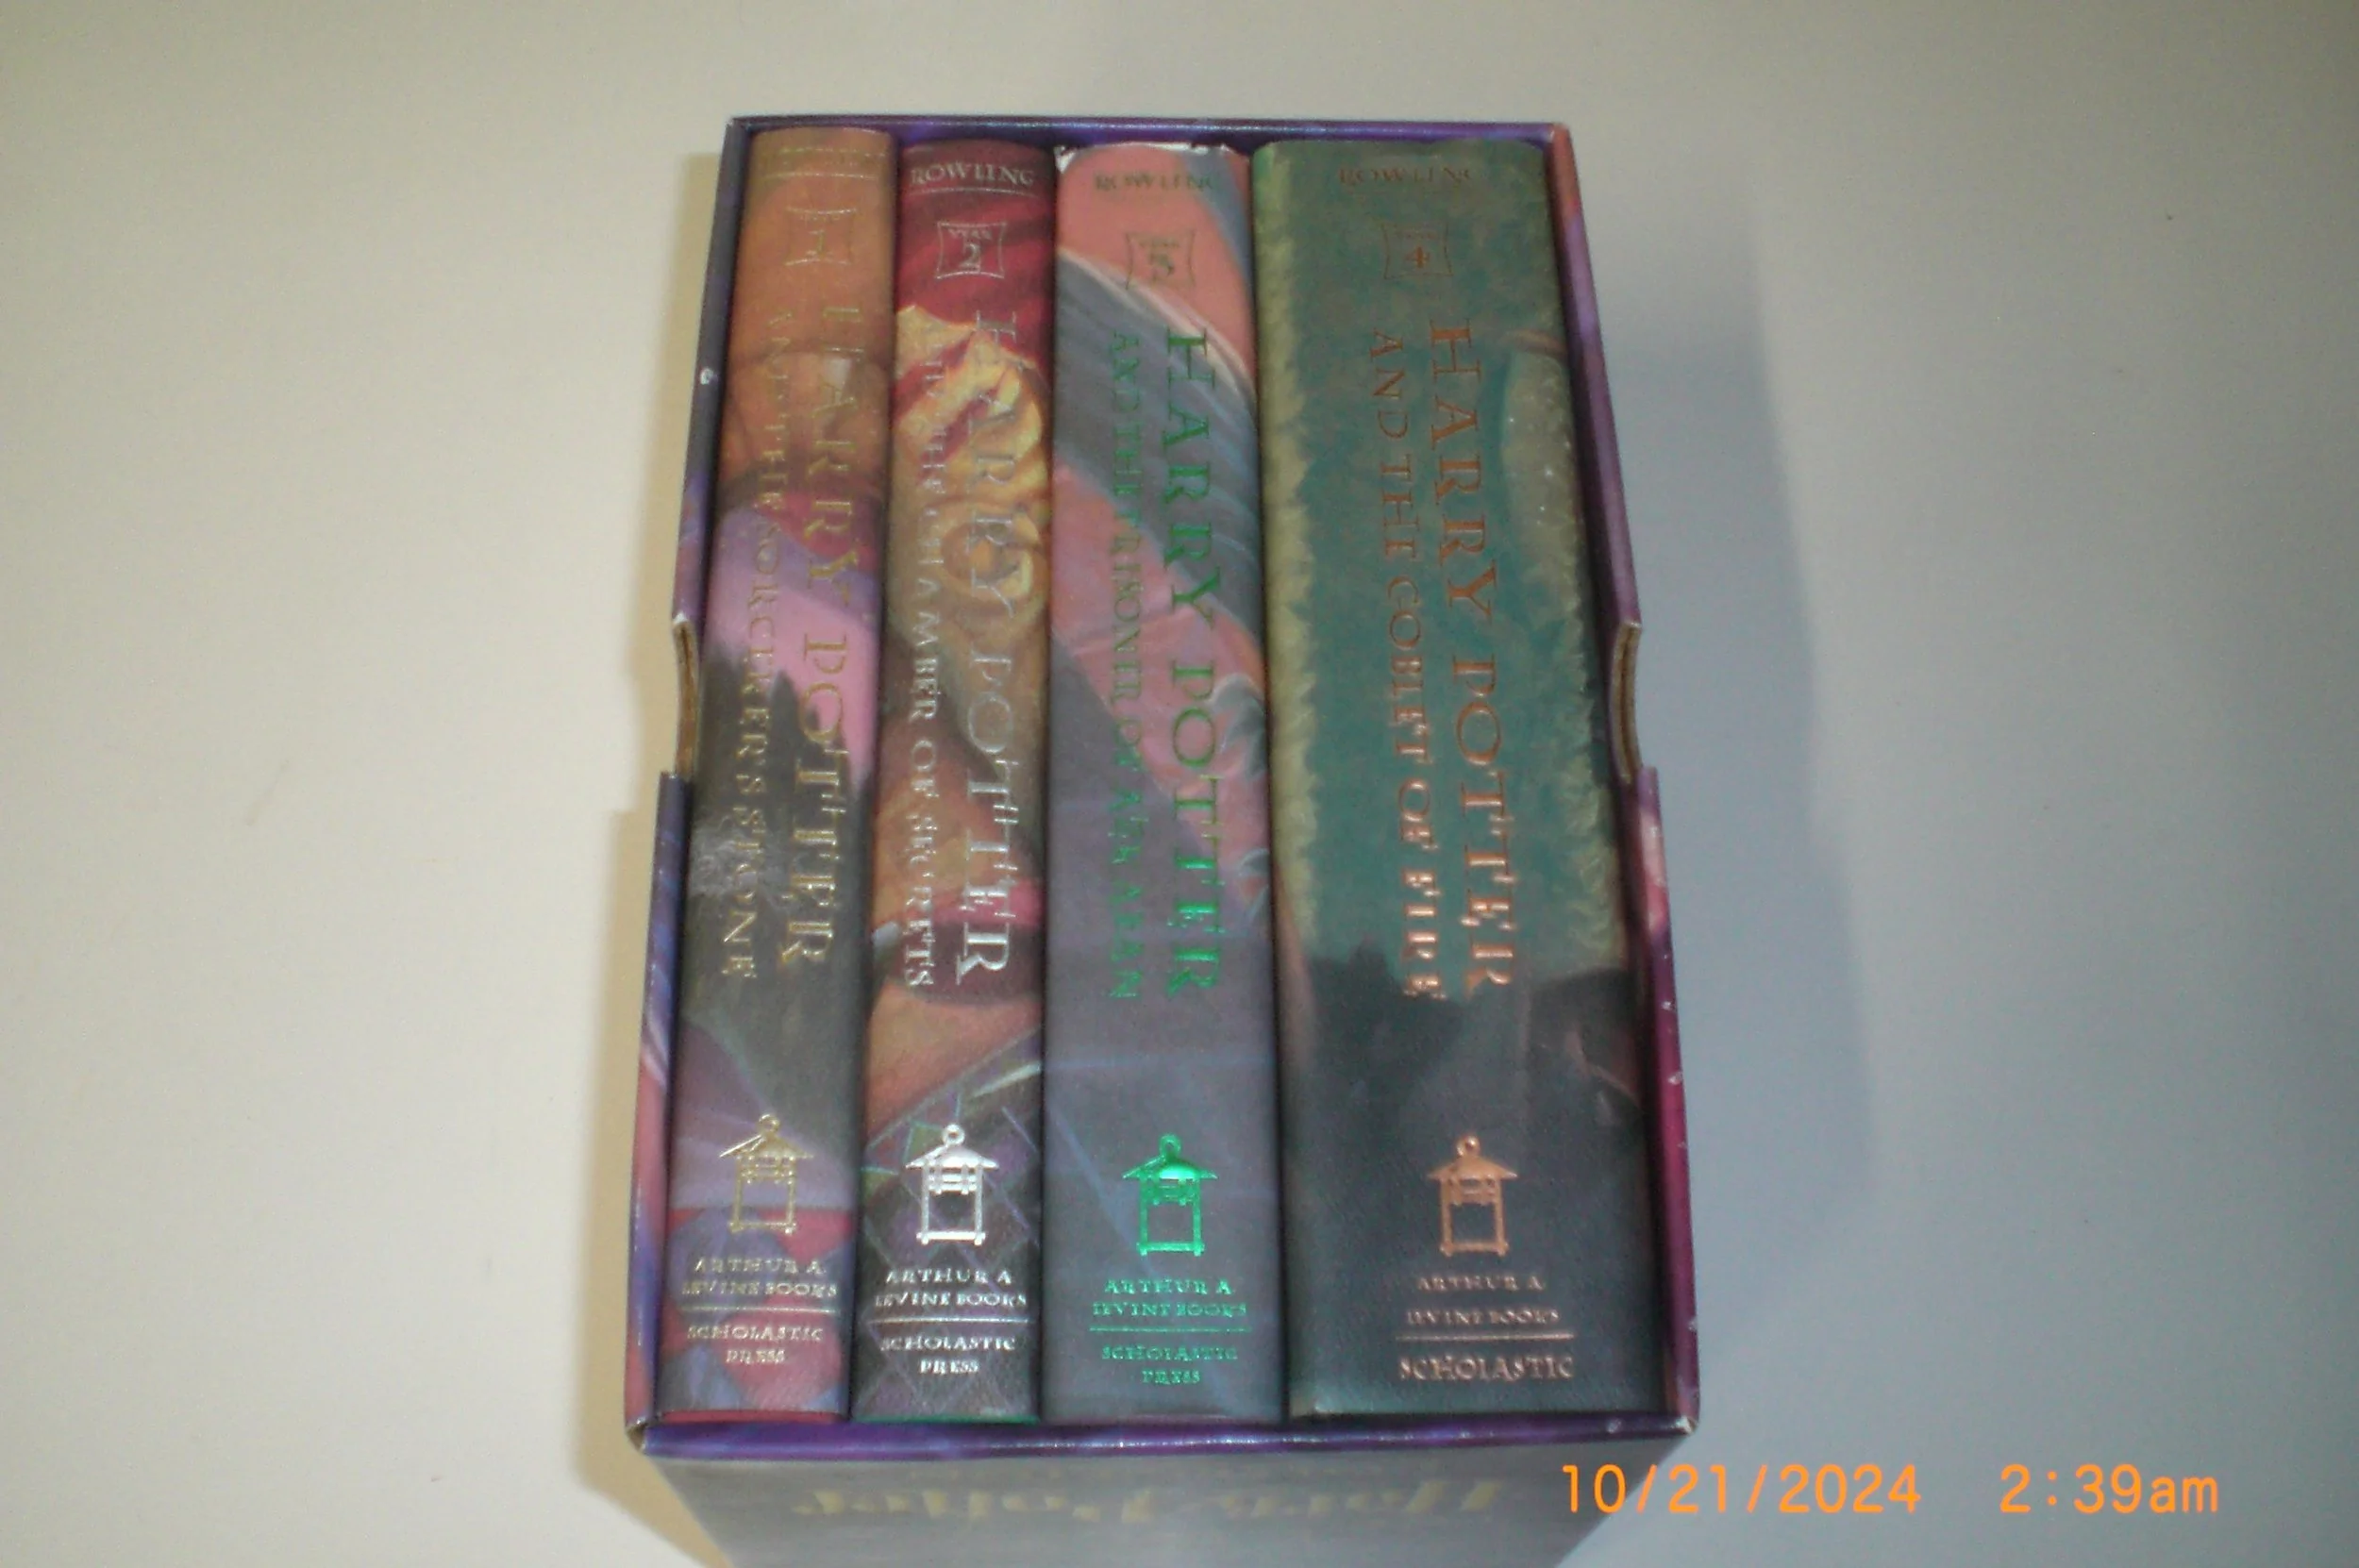 YEAR
1
HARRY POTTER
AND THE SORCERER'S STONE
ARTHUR A.
LEVINE BOOKS
SCHOLASTIC
PRESS
ROWLING
YEAR
2
HARRY POTTER
AND THE CHAMBER OF SECRETS
ARTHUR A.
LEVINE BOOKS
SCHOLASTIC
PRESS
ROWLING
YEAR
3
HARRY POTTER
AND THE PRISONER OF AZKABAN
ARTHUR A.
LEVINE BOOKS
SCHOLASTIC
PRESS
ROWLING
4
HARRY POTTER
AND THE GOBLET OF FIRE
ARTHUR A.
LEVINE BOOKS
SCHOLASTIC
Harry Potter
10/21/2024 2:39am